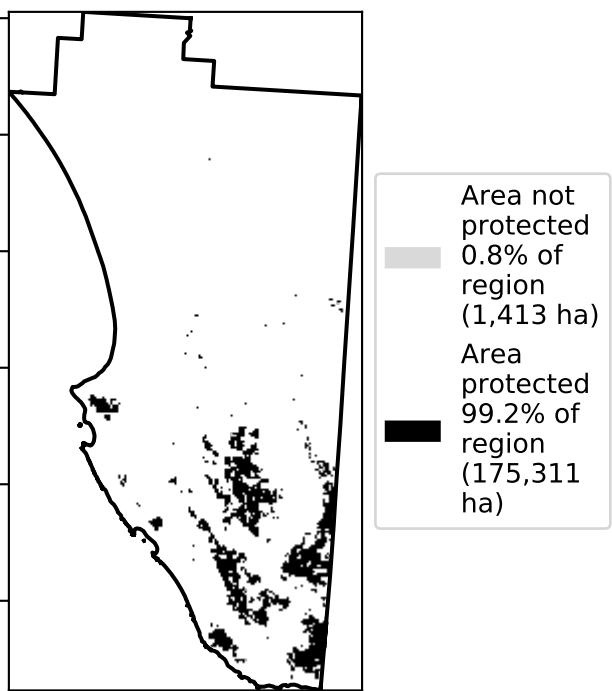 Area not
protected
0.8% of
region
(1,413 ha)
Area
protected
99.2% of
region
(175,311
ha)